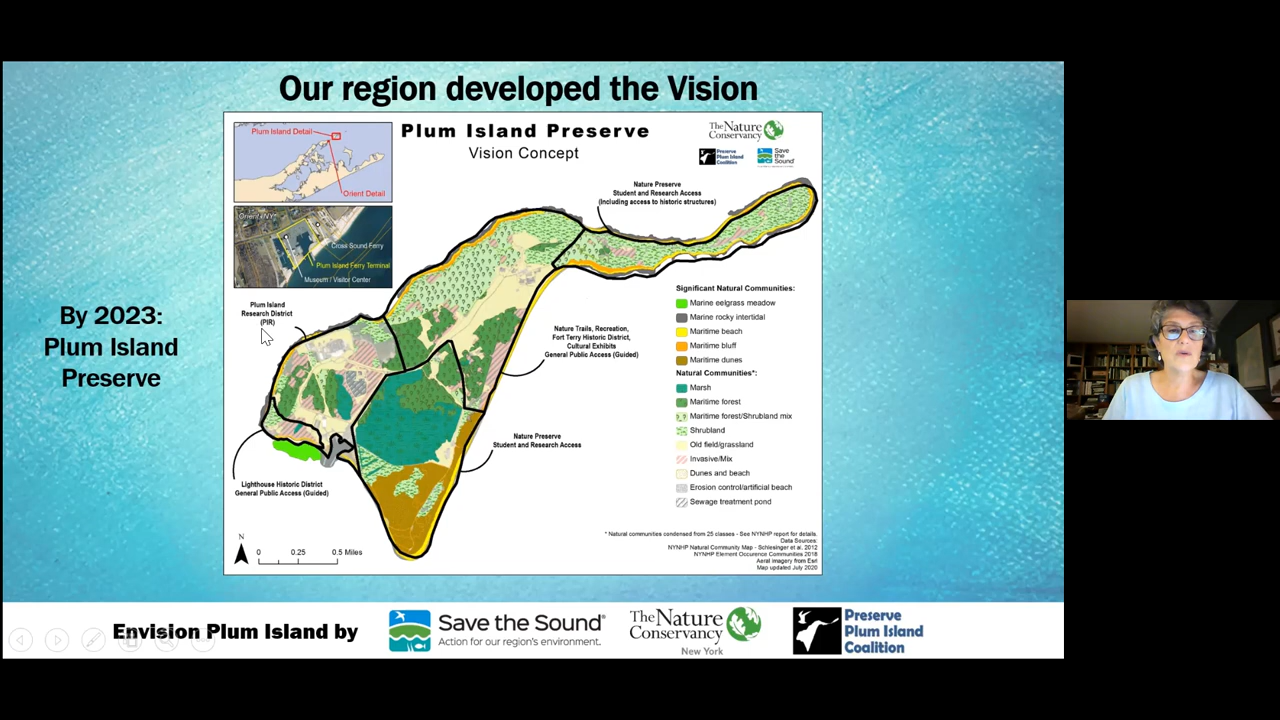 Our region developed the Vision
Plum Island Preserve
Vision Concept
The Nature
Conservancy
Preserve
Plum Island
Coalition
Save
the
Sound
Plum Island Detail
Orient Detail
Orient, NY
Cross Sound Ferry
Plum Island Ferry Terminal
Museum / Visitor Center
Nature Preserve
Student and Research Access
(Including access to historic structures)
Plum Island
Research District
(PIR)
Nature Trails, Recreation,
Fort Terry Historic District,
Cultural Exhibits
General Public Access (Guided)
Nature Preserve
Student and Research Access
Lighthouse Historic District
General Public Access (Guided)
Significant Natural Communities:
Marine eelgrass meadow
Marine rocky intertidal
Maritime beach
Maritime bluff
Maritime dunes
Natural Communities*:
Marsh
Maritime forest
Maritime forest/Shrubland mix
Shrubland
Old field/grassland
Invasive/Mix
Dunes and beach
Erosion control/artificial beach
Sewage treatment pond
N
0 0.25 0.5 Miles
* Natural communities condensed from 25 classes - See NYNHP report for details.
Data Sources:
NYNHP Natural Community Map - Schlesinger et al. 2012
NYNHP Element Occurence Communities 2018
Aeral imagery from Esri
Map updated July 2020
By 2023:
Plum Island
Preserve
Envision Plum Island by
Save the Sound®
Action for our region's environment.
The Nature
Conservancy
New York
Preserve
Plum Island
Coalition